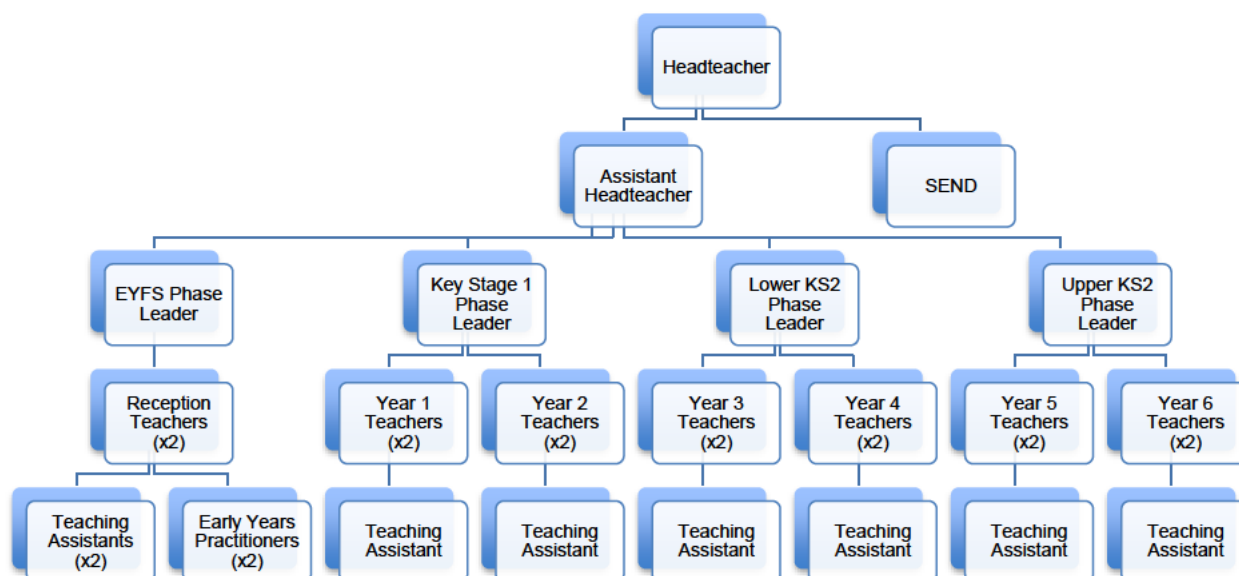 Headteacher
Assistant
Headteacher
SEND
EYFS Phase
Leader
Key Stage 1
Phase
Leader
Lower KS2
Phase
Leader
Upper KS2
Phase
Leader
Reception
Teachers
(x2)
Year 1
Teachers
(x2)
Year 2
Teachers
(x2)
Year 3
Teachers
(x2)
Year 4
Teachers
(x2)
Year 5
Teachers
(x2)
Year 6
Teachers
(x2)
Teaching
Assistants
(x2)
Early Years
Practitioners
(x2)
Teaching
Assistant
Teaching
Assistant
Teaching
Assistant
Teaching
Assistant
Teaching
Assistant
Teaching
Assistant